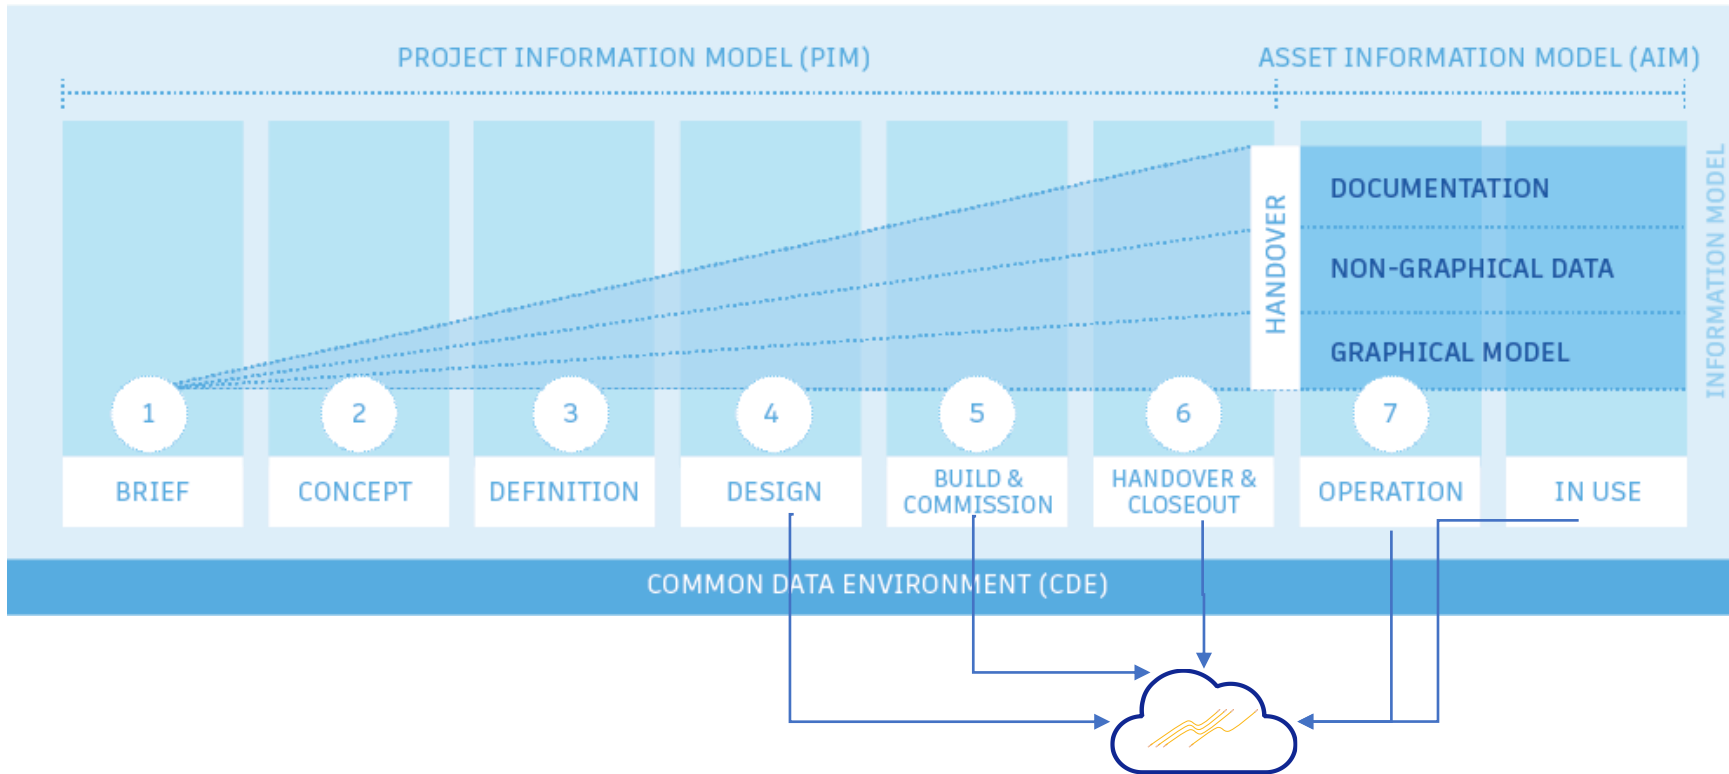 PROJECT INFORMATION MODEL (PIM)
ASSET INFORMATION MODEL (AIM)
INFORMATION MODEL
HANDOVER
DOCUMENTATION
NON-GRAPHICAL DATA
GRAPHICAL MODEL
1
2
3
4
5
6
7
BRIEF
CONCEPT
DEFINITION
DESIGN
BUILD &
COMMISSION
HANDOVER &
CLOSEOUT
OPERATION
IN USE
COMMON DATA ENVIRONMENT (CDE)